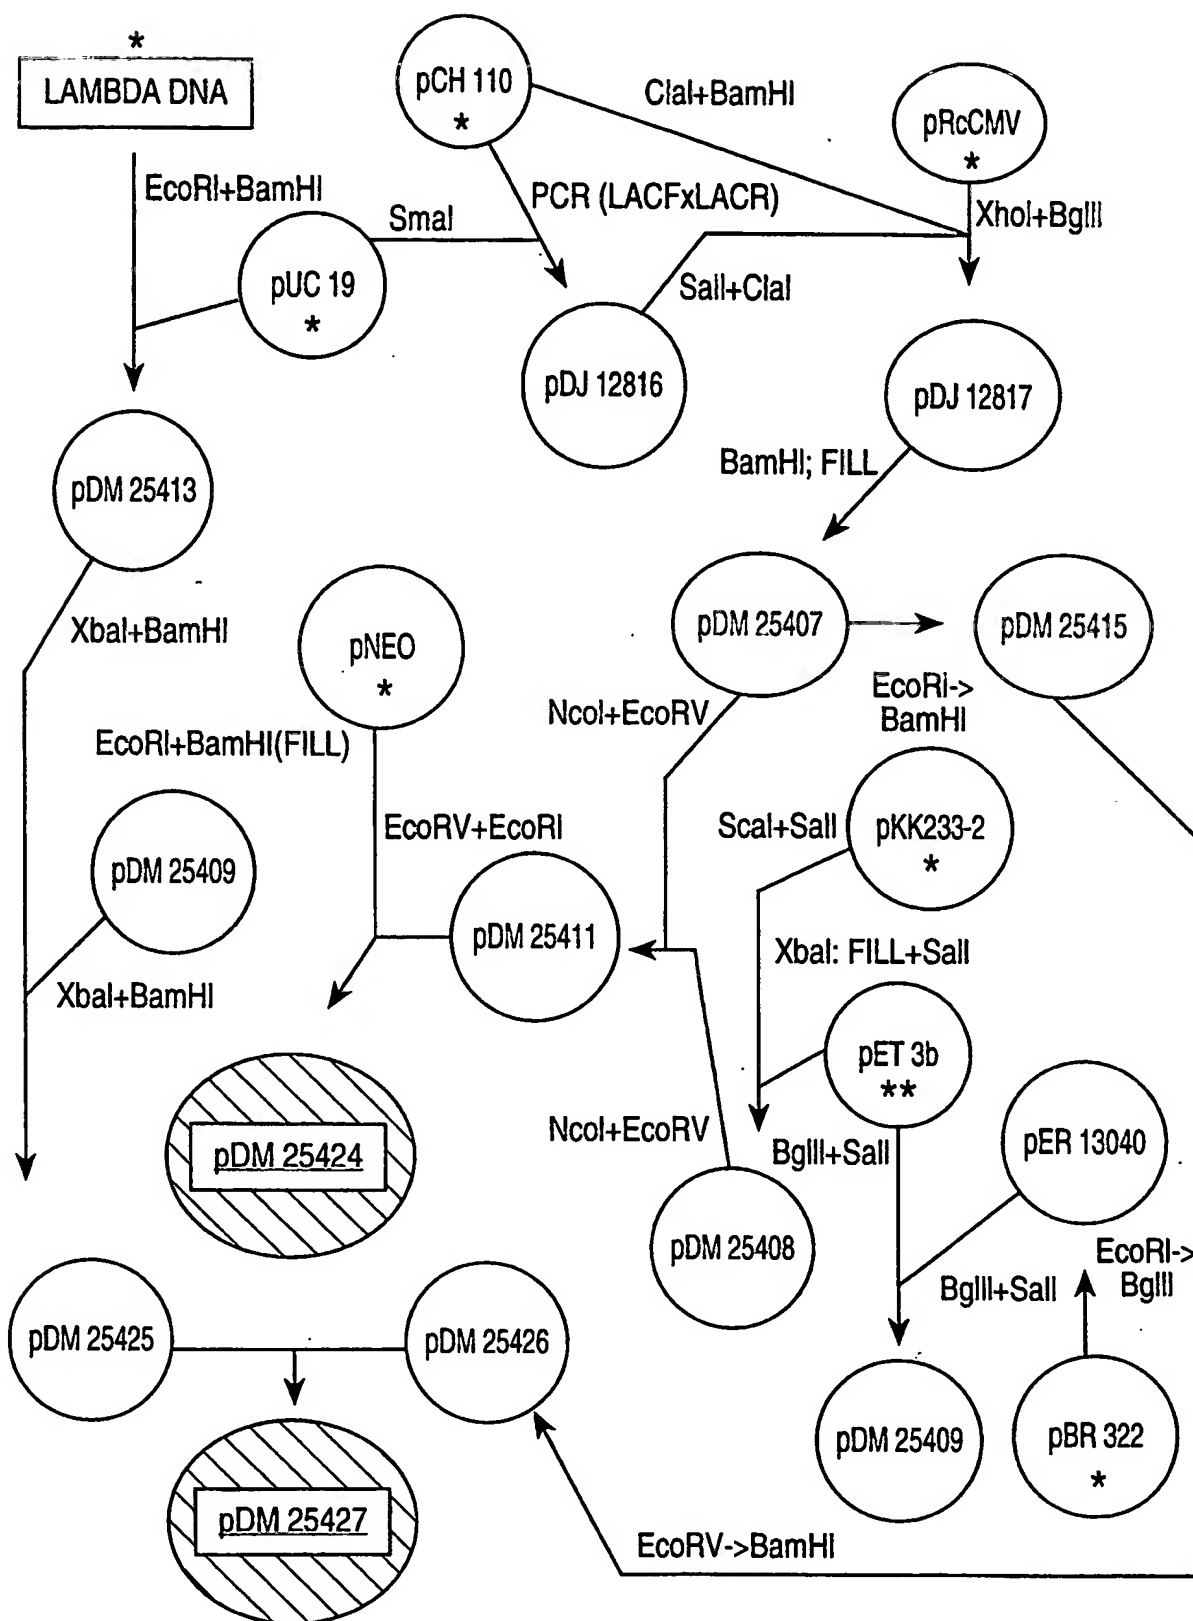 *
LAMBDA DNA
pCH 110
*
ClaI+BamHI
pRcCMV
*
EcoRI+BamHI
PCR (LACFxLACR)
SmaI
XhoI+BglII
pUC 19
*
SalI+ClaI
pDJ 12816
pDJ 12817
BamHI; FILL
pDM 25413
XbaI+BamHI
pNEO
*
pDM 25407
pDM 25415
EcoRI->
BamHI
NcoI+EcoRV
EcoRI+BamHI(FILL)
ScaI+SalI
pKK233-2
*
EcoRV+EcoRI
pDM 25409
pDM 25411
XbaI: FILL+SalI
XbaI+BamHI
pET 3b
**
NcoI+EcoRV
BglII+SalI
pER 13040
pDM 25424
pDM 25408
EcoRI->
BglII
BglII+SalI
pDM 25425
pDM 25426
pDM 25409
pBR 322
*
pDM 25427
EcoRV->BamHI